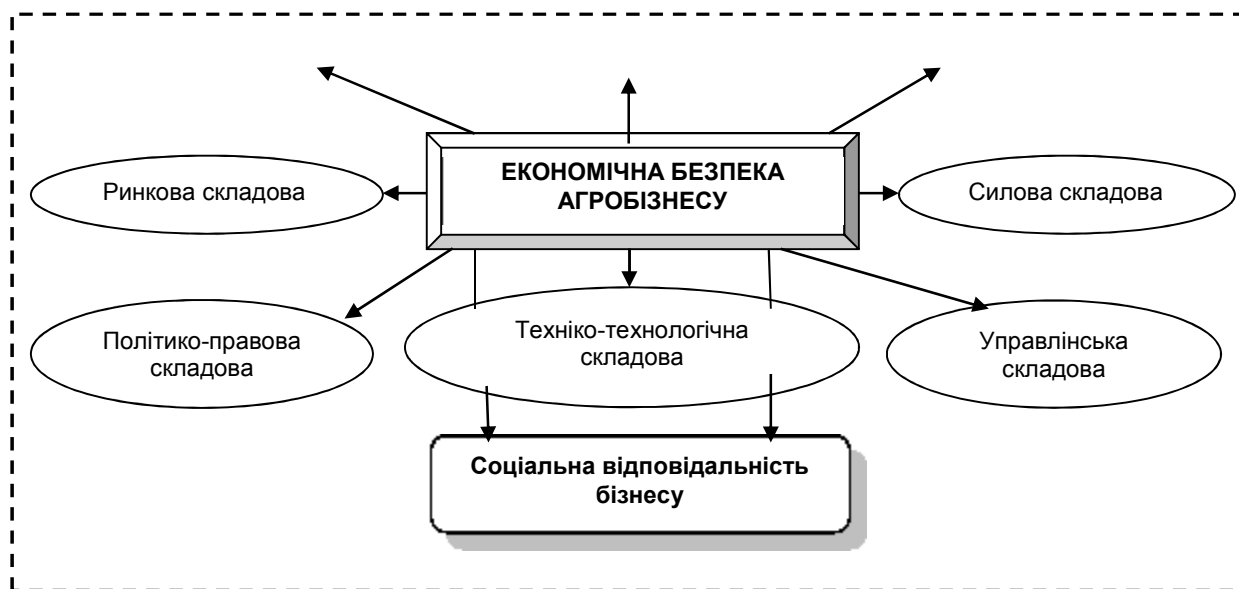 ЕКОНОМІЧНА БЕЗПЕКА
АГРОБІЗНЕСУ
Ринкова складова
Силова складова
Політико-правова
складова
Техніко-технологічна
складова
Управлінська
складова
Соціальна відповідальність
бізнесу